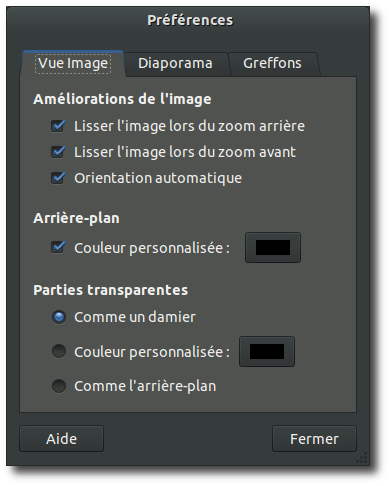 Préférences
Vue Image Diaporama Greffons
Améliorations de l'image
Lisser l'image lors du zoom arrière
Lisser l'image lors du zoom avant
Orientation automatique
Arrière-plan
Couleur personnalisée :
Parties transparentes
Comme un damier
Couleur personnalisée :
Comme l'arrière-plan
Aide Fermer